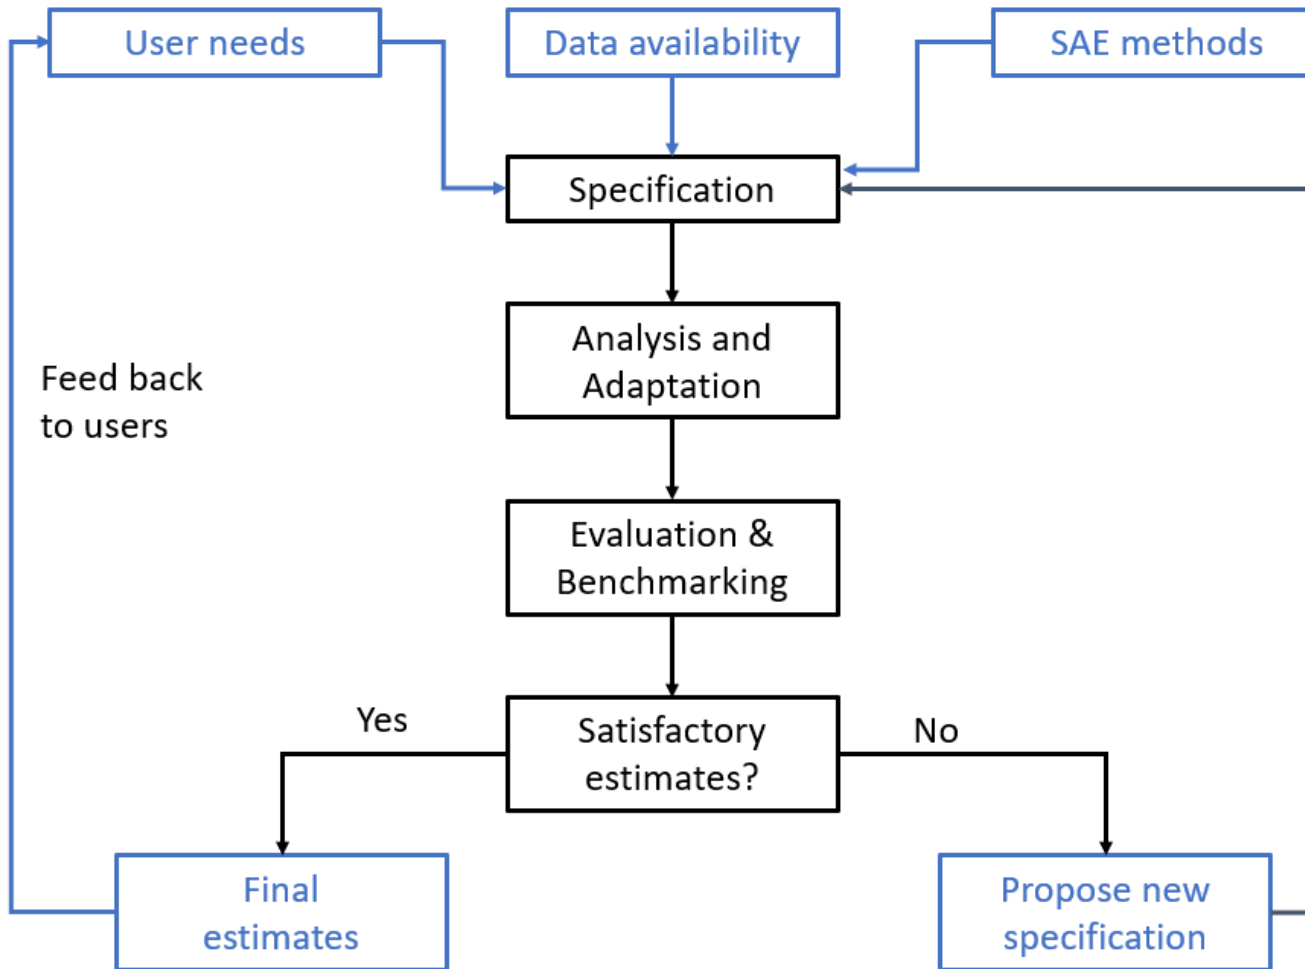 User needs
Data availability
SAE methods
Specification
Analysis and
Adaptation
Feed back
to users
Evaluation &
Benchmarking
Yes
Satisfactory
estimates?
No
Final
estimates
Propose new
specification